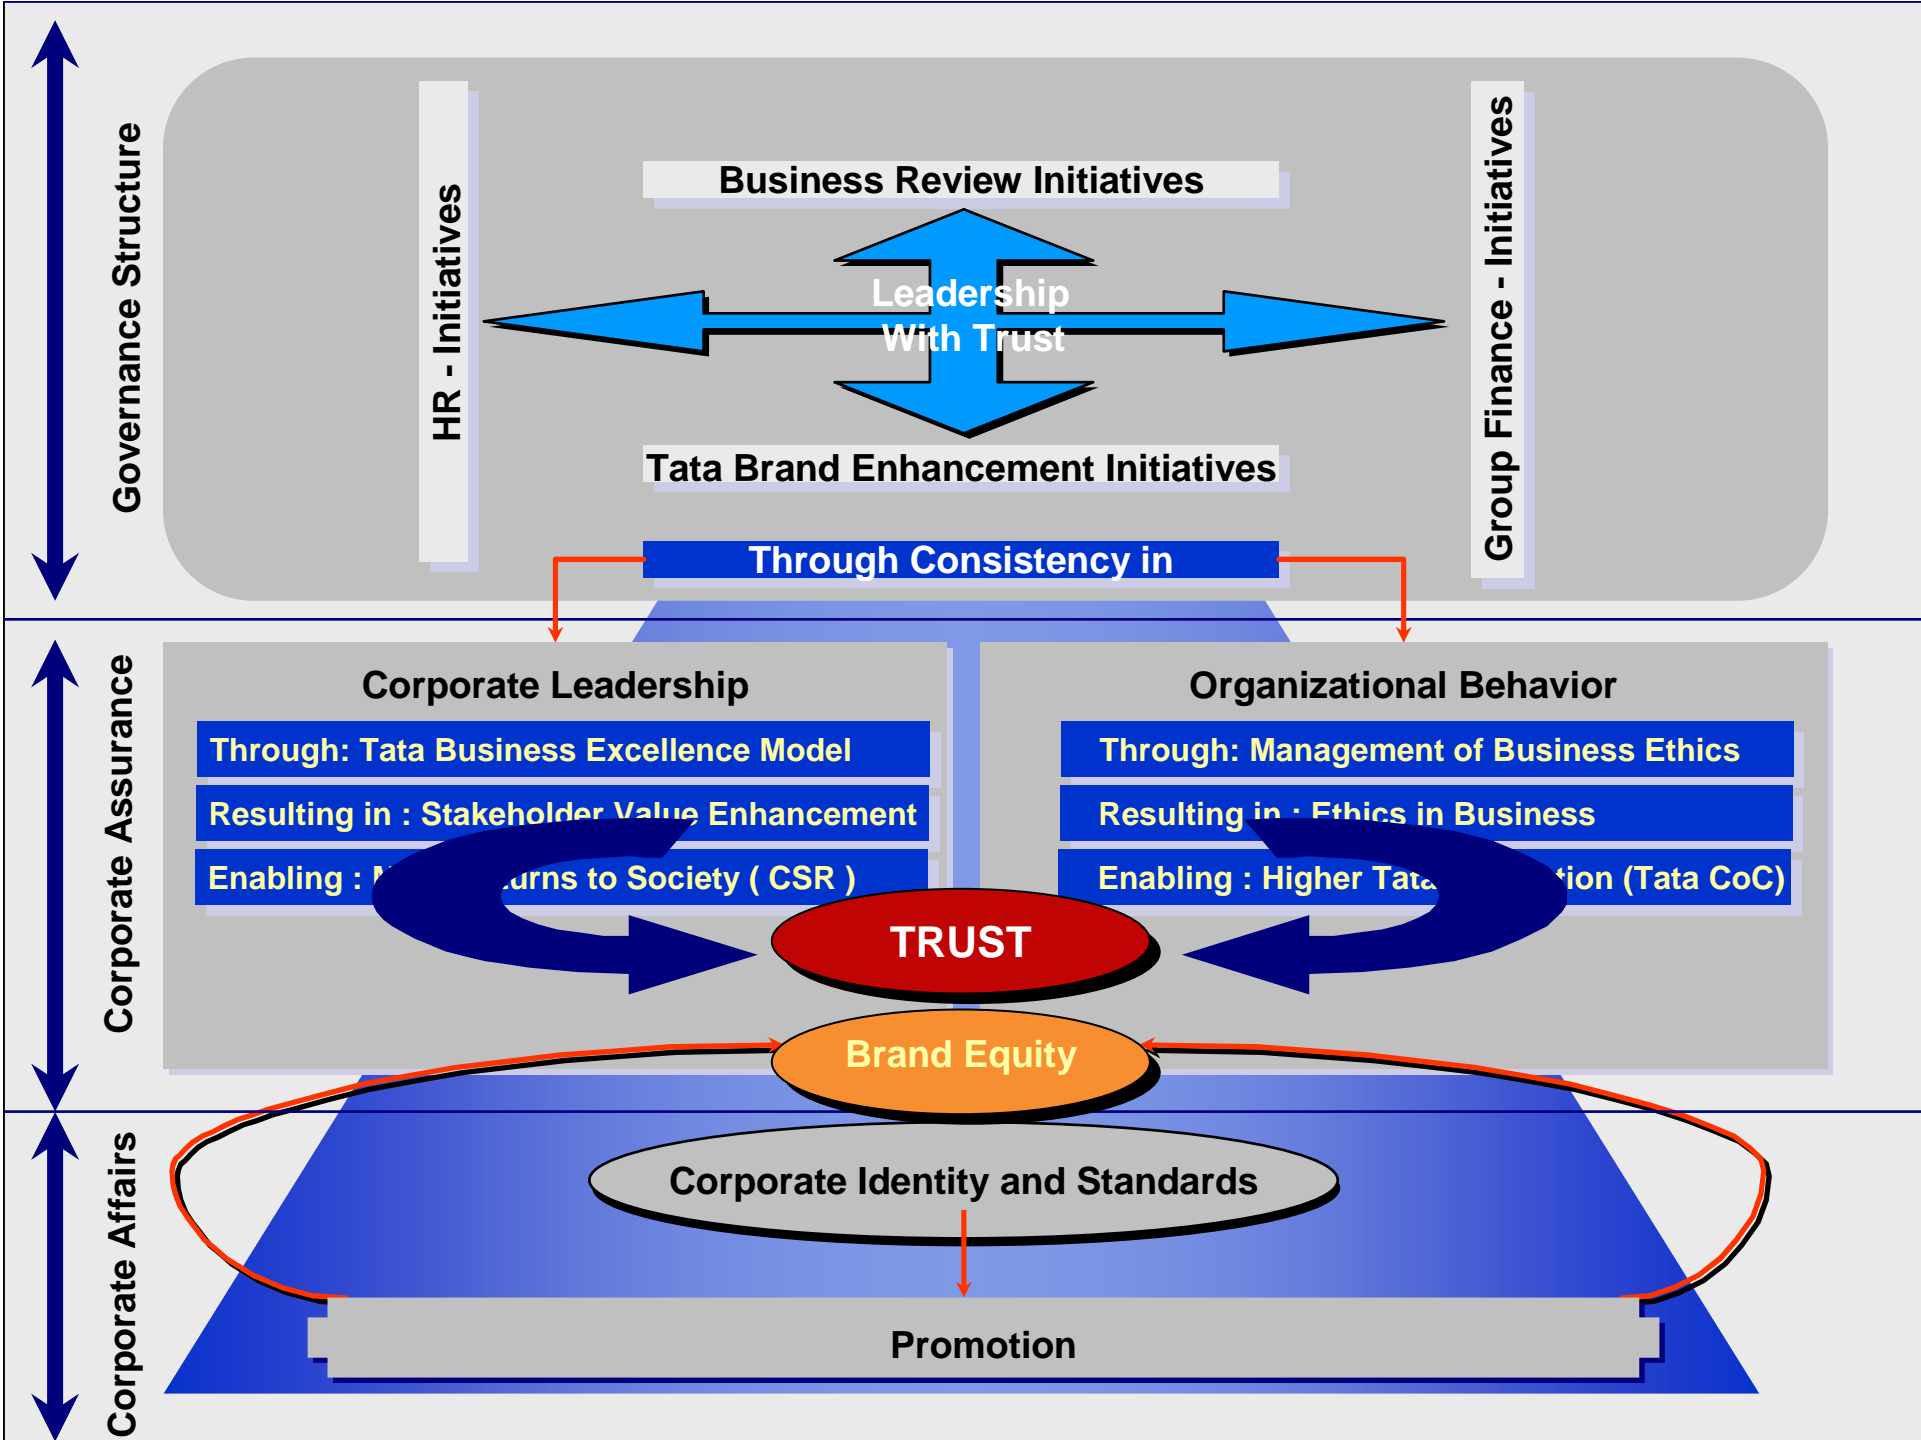 Governance Structure
HR - Initiatives
Business Review Initiatives
Leadership
With Trust
Tata Brand Enhancement Initiatives
Group Finance - Initiatives
Through Consistency in
Corporate Assurance
Corporate Leadership
Through: Tata Business Excellence Model
Resulting in : Stakeholder Value Enhancement
Enabling : to Society ( CSR )
Organizational Behavior
Through: Management of Business Ethics
Resulting in : Ethics in Business
Enabling : Higher Tata (Tata CoC)
TRUST
Brand Equity
Corporate Affairs
Corporate Identity and Standards
Promotion